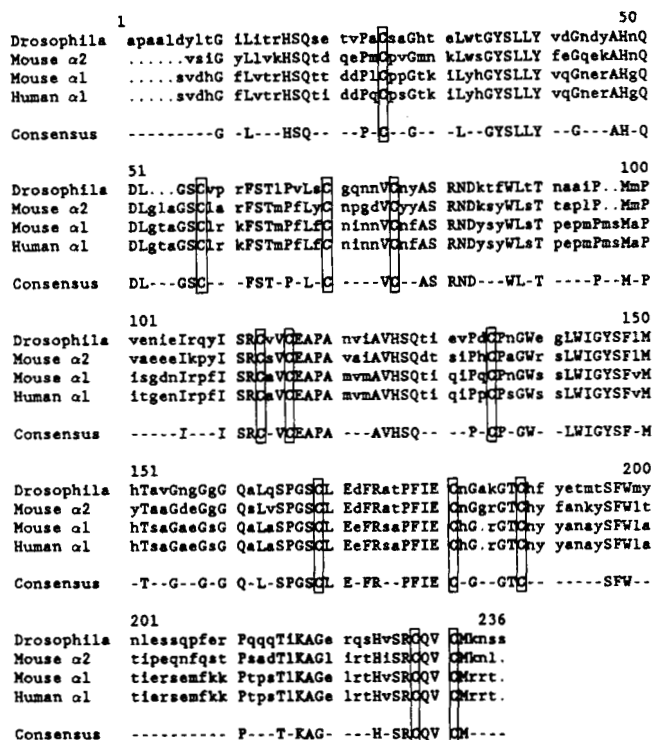 1 50
Drosophila apaaldyltG iLitrHSQse tvPaCsaGht eLwtGYSLLY vdGndyAHnQ
Mouse α2 ......vsiG yLlvkHSQtd qePmCpvGmn kLwsGYSLLY feGqekAHnQ
Mouse α1 .....svdhG fLvtrHSQtt ddPlCppGtk iLyhGYSLLY vqGnerAHgQ
Human α1 .....svdhG fLvtrHSQti ddPqCpsGtk iLyhGYSLLY vqGnerAHgQ
Consensus ---------G -L---HSQ-- --P-C--G-- -L--GYSLLY --G---AH-Q
51 100
Drosophila DL...GSCvp rFSTlPvLsC gqnnVCnyAS RNDktfWLtT naaiP..MmP
Mouse α2 DLglaGSCla rFSTmPfLyC npgdVCyyAS RNDksyWLsT taplP..MmP
Mouse α1 DLgtaGSClr kFSTmPfLfC ninnVCnfAS RNDysyWLsT pepmPmsMaP
Human α1 DLgtaGSClr kFSTmPfLfC ninnVCnfAS RNDysyWLsT pepmPmsMaP
Consensus DL---GSC-- -FST-P-L-C ----VC--AS RND---WL-T ----P--M-P
101 150
Drosophila venieIrqyI SRCvVCEAPA nviAVHSQti evPdCPnGWe gLWIGYSFlM
Mouse α2 vaeeeIkpyI SRCsVCEAPA vaiAVHSQdt siPhCPaGWr sLWIGYSFlM
Mouse α1 isgdnIrpfI SRCaVCEAPA mvmAVHSQti qiPqCPnGWs sLWIGYSFvM
Human α1 itgenIrpfI SRCaVCEAPA mvmAVHSQti qiPpCPsGWs sLWIGYSFvM
Consensus -----I---I SRC-VCEAPA ---AVHSQ-- --P-CP-GW- -LWIGYSF-M
151 200
Drosophila hTavGngGgG QaLqSPGSCL EdFRatPFIE CnGakGTChf yetmtSFWmy
Mouse α2 yTaaGdeGgG QsLvSPGSCL EdFRatPFIE CnGgrGTChy fankySFWlt
Mouse α1 hTsaGaeGsG QaLaSPGSCL EeFRsaPFIE ChG.rGTCny yanaySFWla
Human α1 hTsaGaeGsG QaLaSPGSCL EeFRsaPFIE ChG.rGTCny yanaySFWla
Consensus -T--G--G-G Q-L-SPGSCL E-FR--PFIE C-G--GTC-- -----SFW--
201 236
Drosophila nlessqpfer PqqqTiKAGe rqsHvSRCQV CMknss
Mouse α2 tipeqnfqst PsadTlKAGl irtHiSRCQV CMknl.
Mouse α1 tiersemfkk PtpsTlKAGe lrtHvSRCQV CMrrt.
Human α1 tiersemfkk PtpsTlKAGe lrtHvSRCQV CMrrt.
Consensus ---------- P---T-KAG- ---H-SRCQV CM----